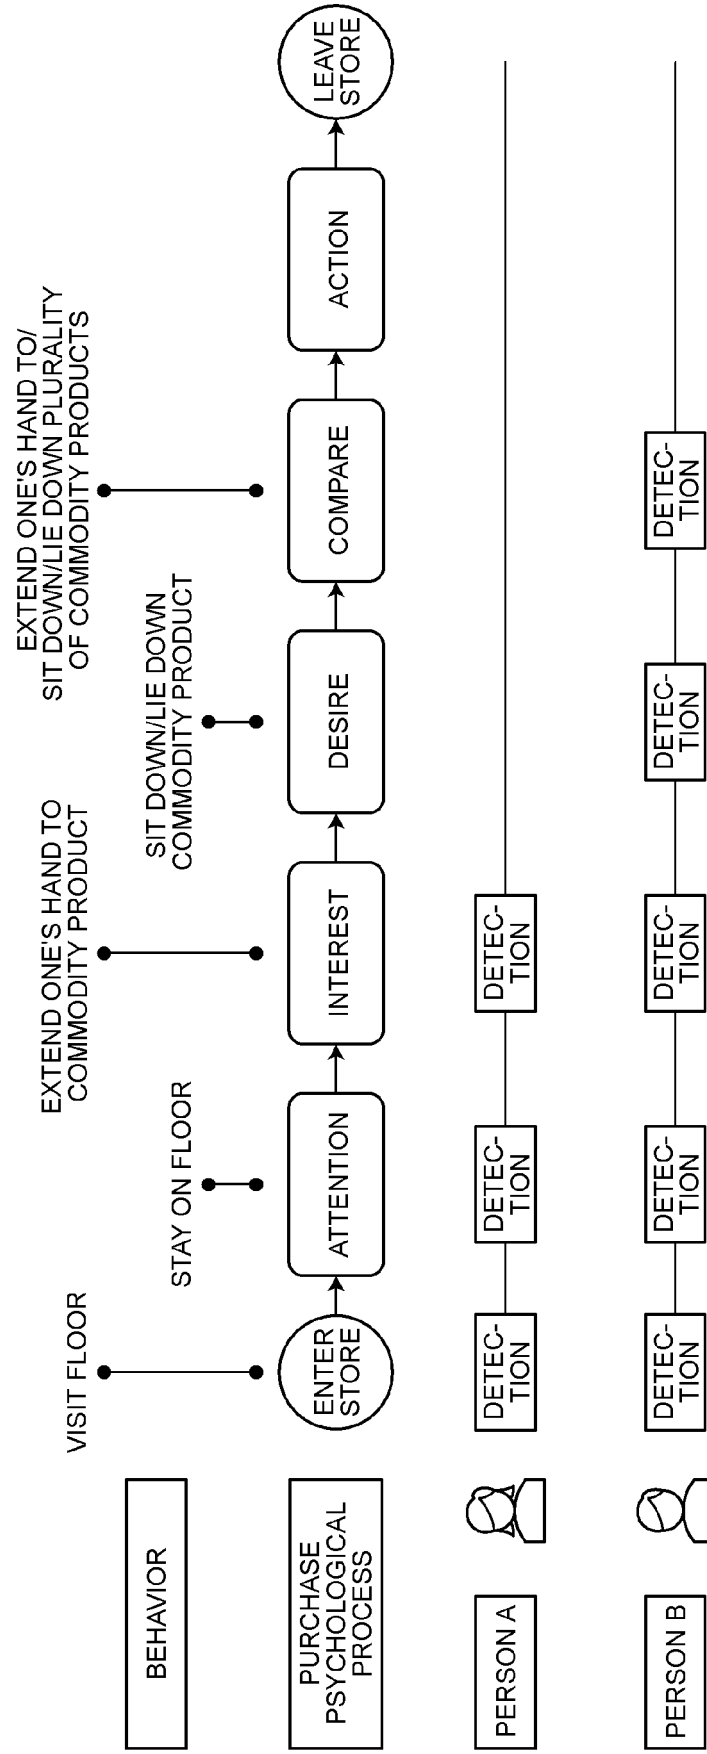 BEHAVIOR
VISIT FLOOR
STAY ON FLOOR
EXTEND ONE'S HAND TO
COMMODITY PRODUCT
SIT DOWN/LIE DOWN
COMMODITY PRODUCT
EXTEND ONE'S HAND TO/
SIT DOWN/LIE DOWN PLURALITY
OF COMMODITY PRODUCTS
PURCHASE
PSYCHOLOGICAL
PROCESS
ENTER
STORE
ATTENTION
INTEREST
DESIRE
COMPARE
ACTION
LEAVE
STORE
PERSON A
DETEC-
TION
DETEC-
TION
DETEC-
TION
PERSON B
DETEC-
TION
DETEC-
TION
DETEC-
TION
DETEC-
TION
DETEC-
TION